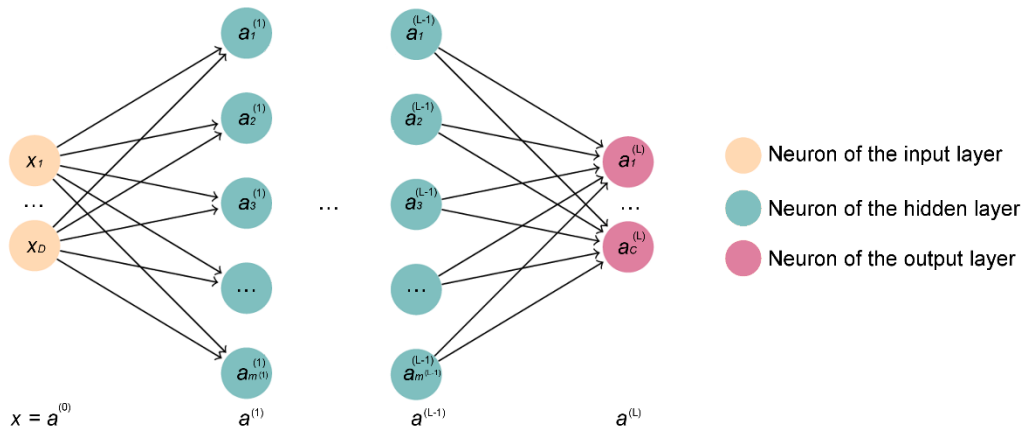 a₁⁽¹⁾
a₂⁽¹⁾
a₃⁽¹⁾
...
aₘ₍₁₎⁽¹⁾
a₁⁽ᴸ⁻¹⁾
a₂⁽ᴸ⁻¹⁾
a₃⁽ᴸ⁻¹⁾
...
aₘ₍L₋₁₎⁽ᴸ⁻¹⁾
x₁
...
x_D
...
a₁⁽ᴸ⁾
...
a_C⁽ᴸ⁾
Neuron of the input layer
Neuron of the hidden layer
Neuron of the output layer
x = a⁽⁰⁾
a⁽¹⁾
a⁽ᴸ⁻¹⁾
a⁽ᴸ⁾